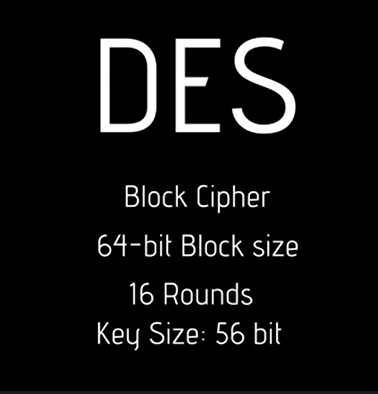 DES
Block Cipher
64-bit Block size
16 Rounds
Key Size: 56 bit